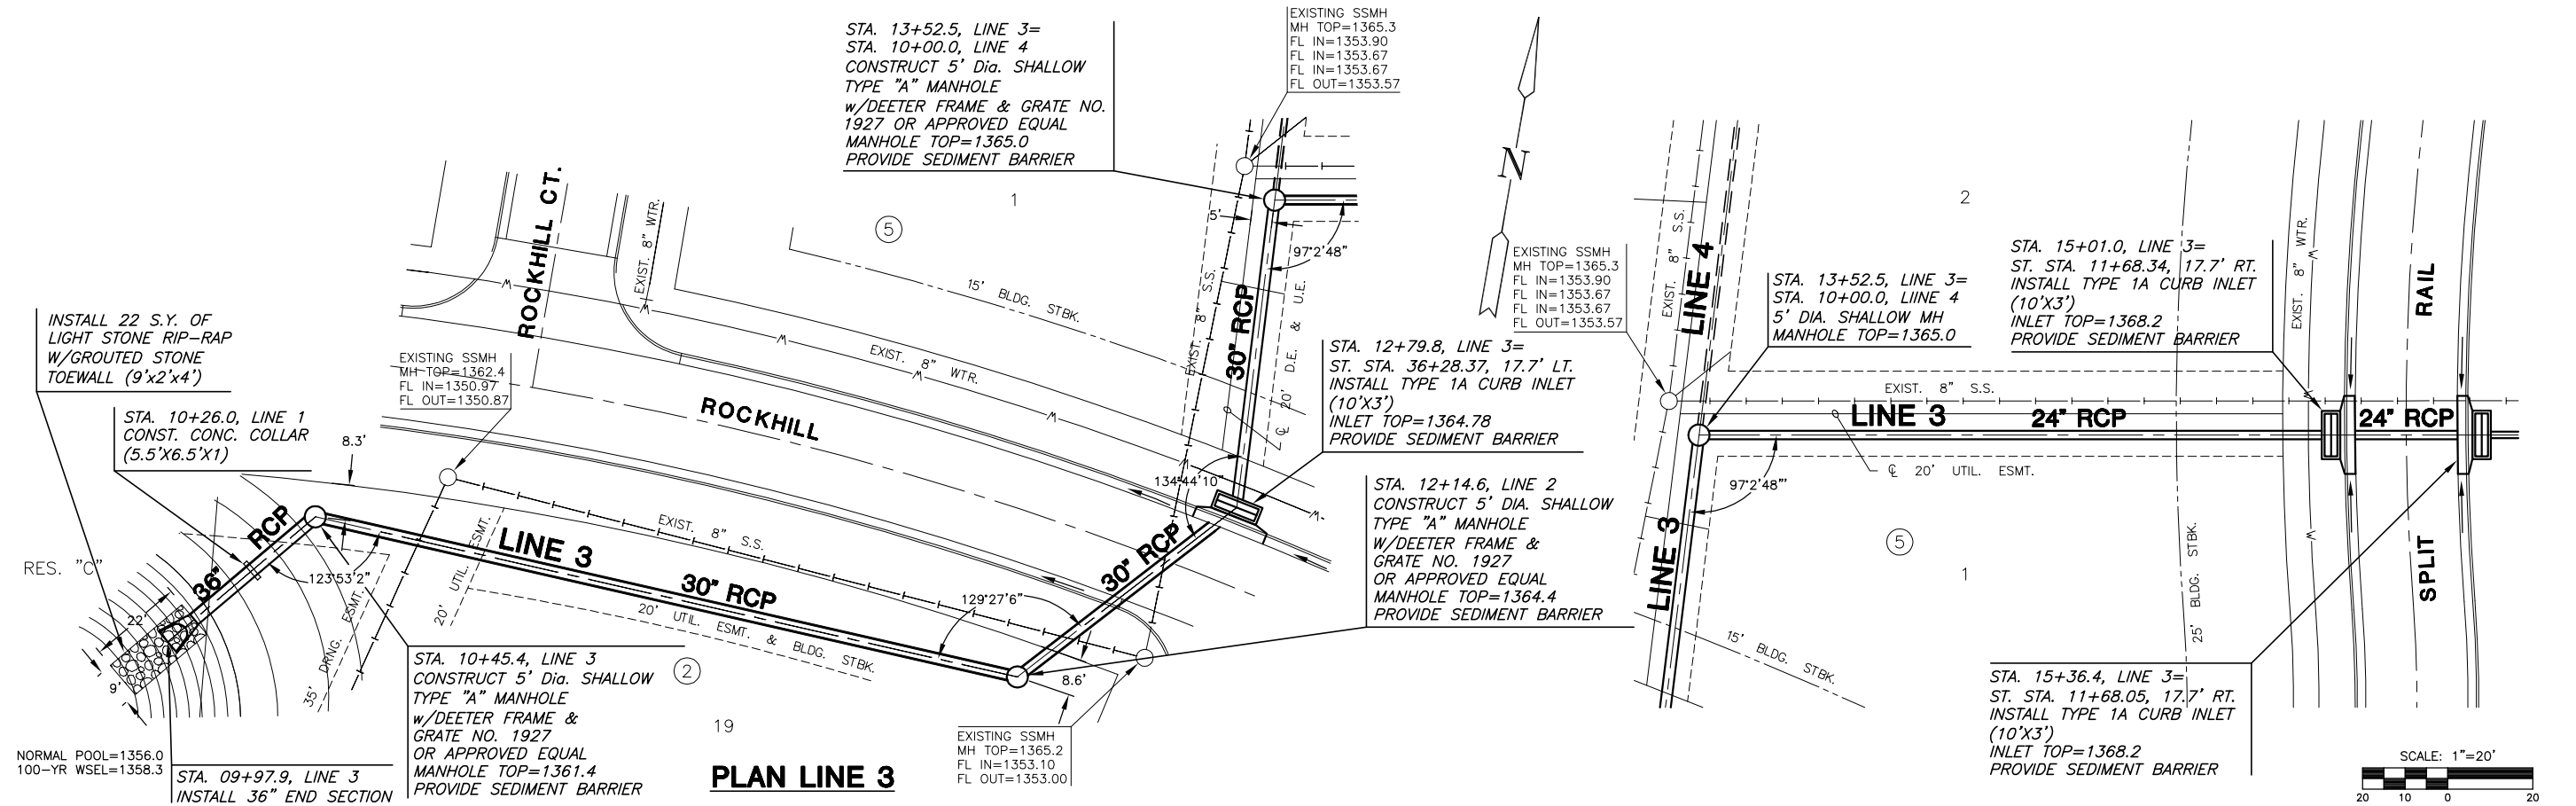 STA. 13+52.5, LINE 3=
STA. 10+00.0, LINE 4
CONSTRUCT 5' Dia. SHALLOW
TYPE "A" MANHOLE
w/DEETER FRAME & GRATE NO.
1927 OR APPROVED EQUAL
MANHOLE TOP=1365.0
PROVIDE SEDIMENT BARRIER
EXISTING SSMH
MH TOP=1365.3
FL IN=1353.90
FL IN=1353.67
FL IN=1353.67
FL OUT=1353.57
N
ROCKHILL CT.
EXIST. 8" WTR.
W
1
5
5'
97°2'48"
15' BLDG. STBK.
EXIST. 8" S.S.
30" RCP
℄ 20' D.E. & U.E.
INSTALL 22 S.Y. OF
LIGHT STONE RIP-RAP
W/GROUTED STONE
TOEWALL (9'x2'x4')
EXISTING SSMH
MH TOP=1362.4
FL IN=1350.97
FL OUT=1350.87
W
W
W
EXIST. 8" WTR.
W
W
W
W
ROCKHILL
STA. 10+26.0, LINE 1
CONST. CONC. COLLAR
(5.5'X6.5'X1)
8.3'
STA. 12+79.8, LINE 3=
ST. STA. 36+28.37, 17.7' LT.
INSTALL TYPE 1A CURB INLET
(10'X3')
INLET TOP=1364.78
PROVIDE SEDIMENT BARRIER
134°44'10"
STA. 12+14.6, LINE 2
CONSTRUCT 5' DIA. SHALLOW
TYPE "A" MANHOLE
W/DEETER FRAME &
GRATE NO. 1927
OR APPROVED EQUAL
MANHOLE TOP=1364.4
PROVIDE SEDIMENT BARRIER
RES. "C"
36" RCP
123°53'2"
LINE 3
30" RCP
EXIST. 8" S.S.
20' UTIL. ESMT.
35' DRNG. ESMT.
20' UTIL. ESMT. & BLDG. STBK.
129°27'6"
30" RCP
8.6'
22'
9'
2
19
NORMAL POOL=1356.0
100-YR WSEL=1358.3
STA. 09+97.9, LINE 3
INSTALL 36" END SECTION
STA. 10+45.4, LINE 3
CONSTRUCT 5' Dia. SHALLOW
TYPE "A" MANHOLE
w/DEETER FRAME &
GRATE NO. 1927
OR APPROVED EQUAL
MANHOLE TOP=1361.4
PROVIDE SEDIMENT BARRIER
EXISTING SSMH
MH TOP=1365.2
FL IN=1353.10
FL OUT=1353.00
PLAN LINE 3
EXISTING SSMH
MH TOP=1365.3
FL IN=1353.90
FL IN=1353.67
FL IN=1353.67
FL OUT=1353.57
EXIST. 8" S.S.
LINE 4
2
STA. 13+52.5, LINE 3=
STA. 10+00.0, LIINE 4
5' DIA. SHALLOW MH
MANHOLE TOP=1365.0
STA. 15+01.0, LINE 3=
ST. STA. 11+68.34, 17.7' RT.
INSTALL TYPE 1A CURB INLET
(10'X3')
INLET TOP=1368.2
PROVIDE SEDIMENT BARRIER
EXIST. 8" WTR.
W
W
W
SPLIT RAIL
EXIST. 8" S.S.
LINE 3
24" RCP
24" RCP
℄ 20' UTIL. ESMT.
97°2'48"
LINE 3
5
1
15' BLDG. STBK.
25' BLDG. STBK.
STA. 15+36.4, LINE 3=
ST. STA. 11+68.05, 17.7' RT.
INSTALL TYPE 1A CURB INLET
(10'X3')
INLET TOP=1368.2
PROVIDE SEDIMENT BARRIER
SCALE: 1"=20'
20 10 0 20